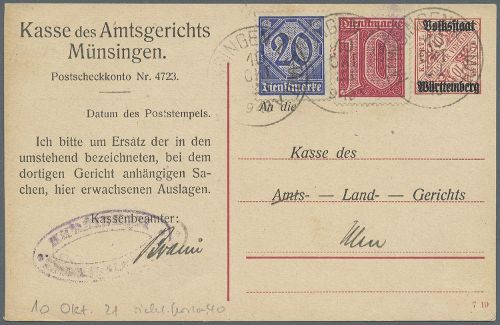 Kasse des Amtsgerichts
Münsingen.
Postscheckkonto Nr. 4723.
Datum des Poststempels.
Ich bitte um Ersatz der in den
umstehend bezeichneten, bei dem
dortigen Gericht anhängigen Sa-
chen, hier erwachsenen Auslagen.
Kassenbeamter:
20
Dienstmarke
Dienstmarke
10
Volksstaat
Württemberg
An die
Kasse des
Amts- — Land- — Gerichts
Ulm
10 Okt. 21
7 19